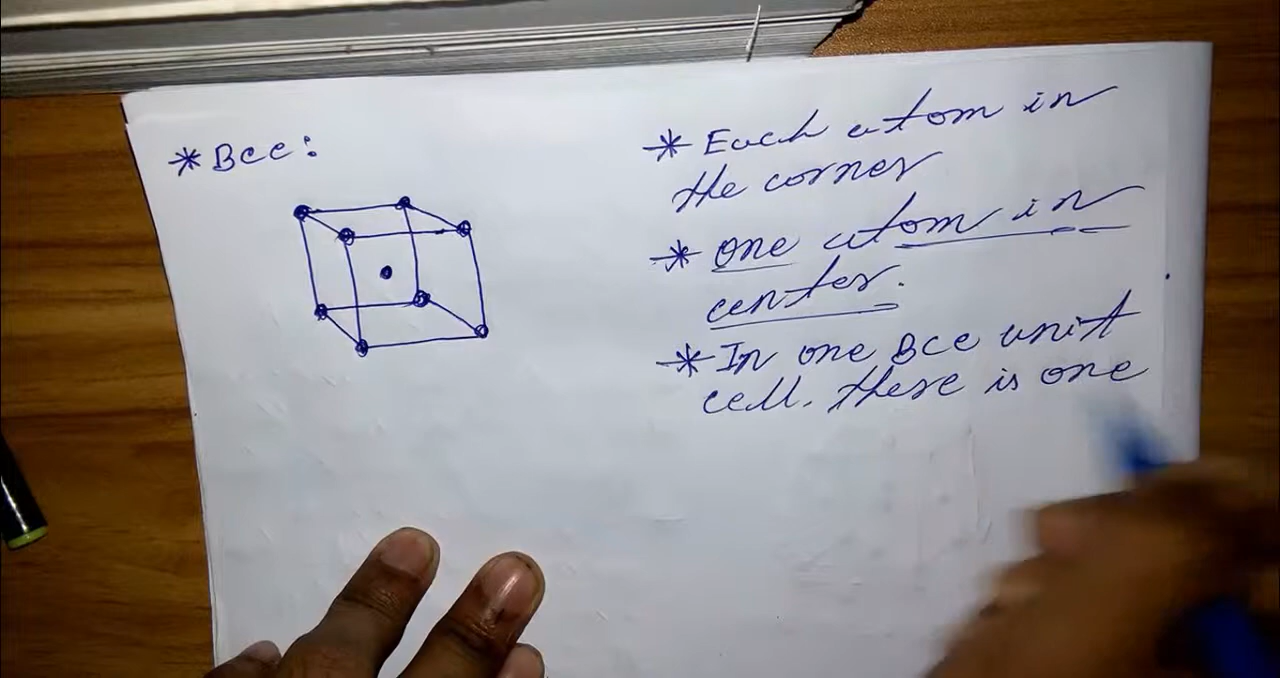 * Bcc:
* Each atom in
the corner
* One atom in
center.
* In one Bcc unit
cell. there is one